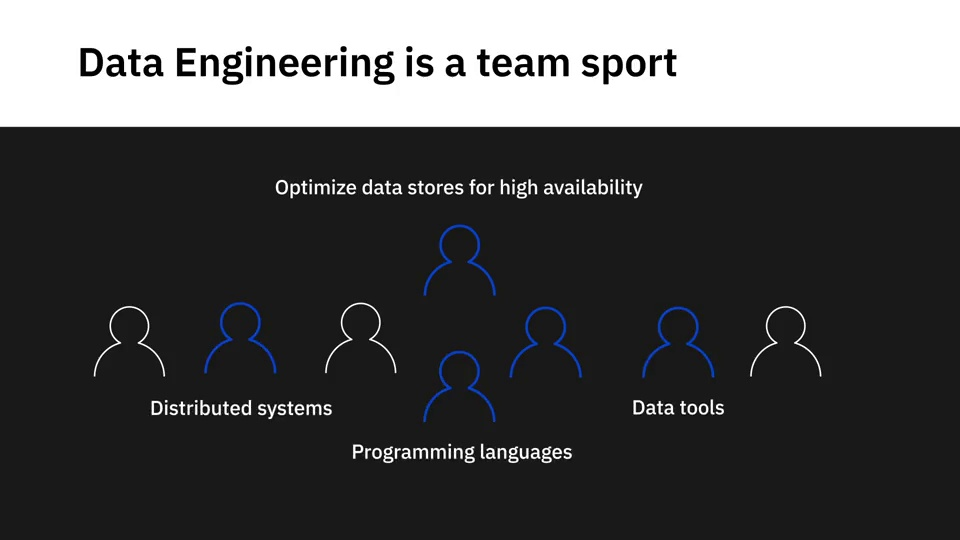 Data Engineering is a team sport
Optimize data stores for high availability
Distributed systems
Data tools
Programming languages